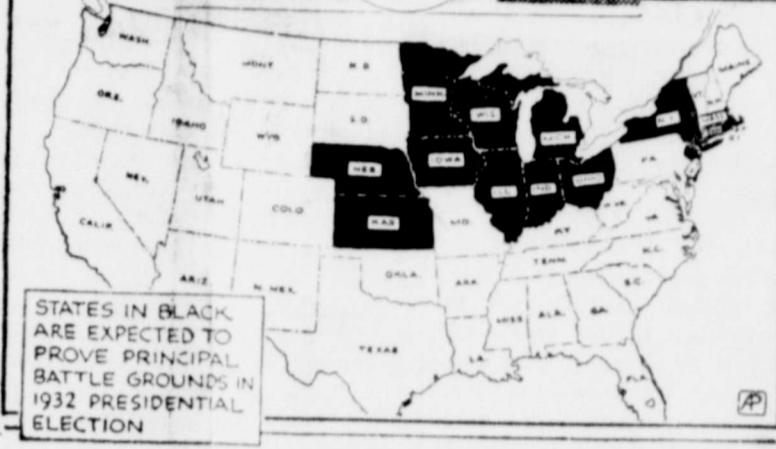 WASH
MONT.
N.D.
MINN.
MAINE
ORE.
IDAHO
S.D.
WIS.
MICH
N.Y.
VT.
N.H.
MASS
WYO.
IOWA
PA.
NEV.
UTAH
NEB.
ILL.
IND.
OHIO
CALIF.
COLO.
KAS
MO.
KY.
W.VA.
VA.
ARIZ.
N.MEX.
OKLA.
ARK.
TENN.
N.C.
S.C.
TEXAS
LA.
MISS
ALA.
GA.
FLA.
STATES IN BLACK
ARE EXPECTED TO
PROVE PRINCIPAL
BATTLE GROUNDS IN
1932 PRESIDENTIAL
ELECTION
AP